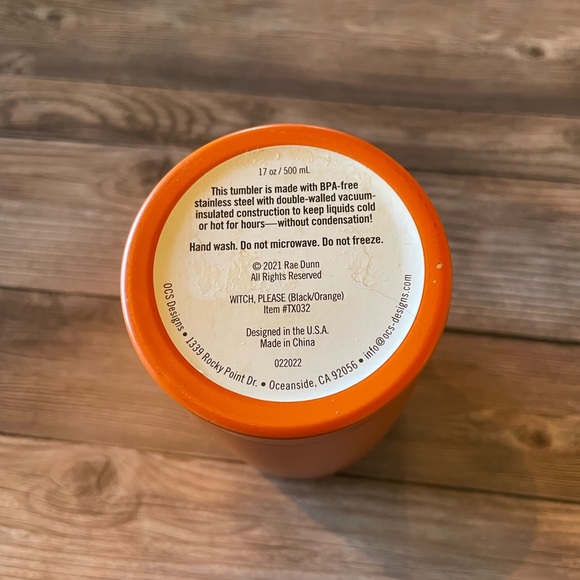 17 oz / 500 mL
This tumbler is made with BPA-free
stainless steel with double-walled vacuum-
insulated construction to keep liquids cold
or hot for hours—without condensation!
Hand wash. Do not microwave. Do not freeze.
© 2021 Rae Dunn
All Rights Reserved
WITCH, PLEASE (Black/Orange)
Item #TX032
Designed in the U.S.A.
Made in China
022022
OCS Designs • 1339 Rocky Point Dr. • Oceanside, CA 92056 • info@ocs-designs.com